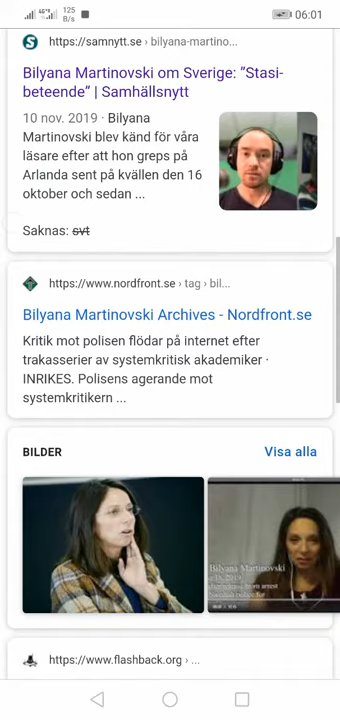 4G
125
B/s
06:01
https://samnytt.se › bilyana-martino...
Bilyana Martinovski om Sverige: ”Stasi-
beteende” | Samhällsnytt
10 nov. 2019 · Bilyana
Martinovski blev känd för våra
läsare efter att hon greps på
Arlanda sent på kvällen den 16
oktober och sedan ...
Saknas: svt
https://www.nordfront.se › tag › bil...
Bilyana Martinovski Archives - Nordfront.se
Kritik mot polisen flödar på internet efter
trakasserier av systemkritisk akademiker ·
INRIKES. Polisens agerande mot
systemkritikern ...
BILDER
Visa alla
Bilyana Martinovski
2019
from arrest
https://www.flashback.org › ...